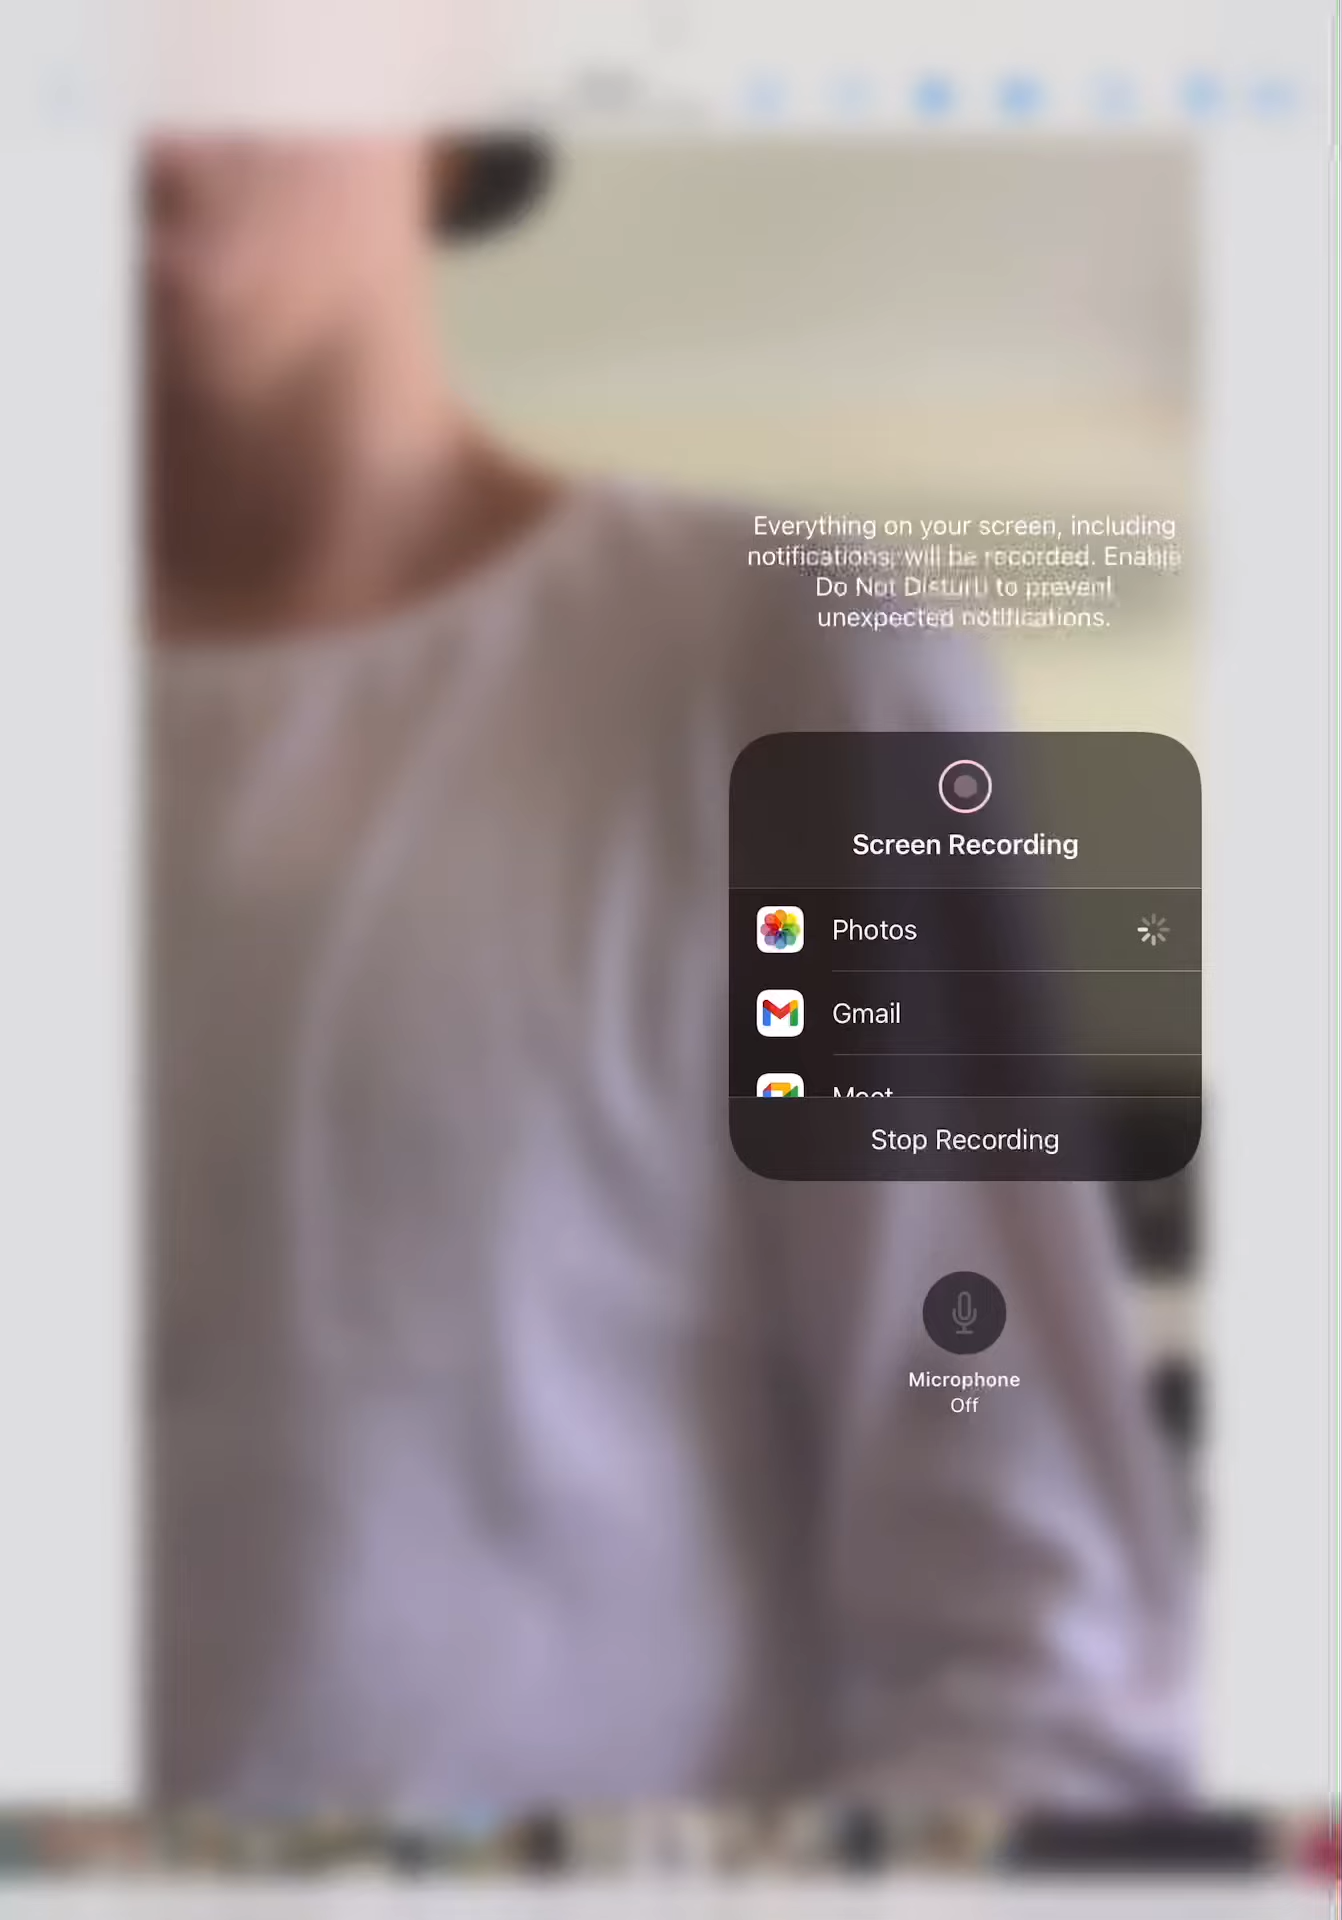 Everything on your screen, including
notifications, will be recorded. Enable
Do Not Disturb to prevent
unexpected notifications.
Screen Recording
Photos
Gmail
Meet
Stop Recording
Microphone
Off